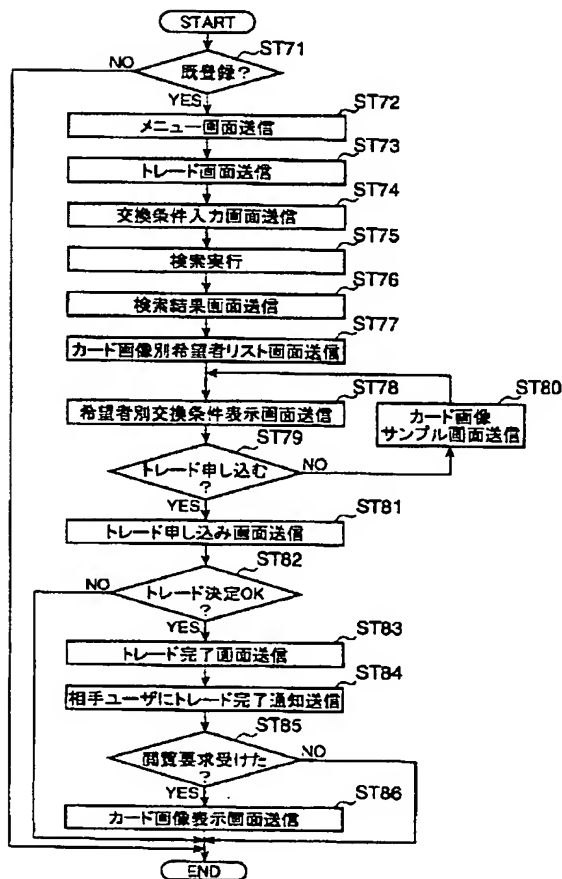 START
ST71
NO
既登録？
YES
ST72
メニュー画面送信
ST73
トレード画面送信
ST74
交換条件入力画面送信
ST75
検索実行
ST76
検索結果画面送信
ST77
カード画像別希望者リスト画面送信
ST78
希望者別交換条件表示画面送信
ST80
カード画像
サンプル画面送信
ST79
トレード申し込む
？
NO
YES
ST81
トレード申し込み画面送信
ST82
NO
トレード決定OK
？
YES
ST83
トレード完了画面送信
ST84
相手ユーザにトレード完了通知送信
ST85
閲覧要求受けた
？
NO
YES
ST86
カード画像表示画面送信
END